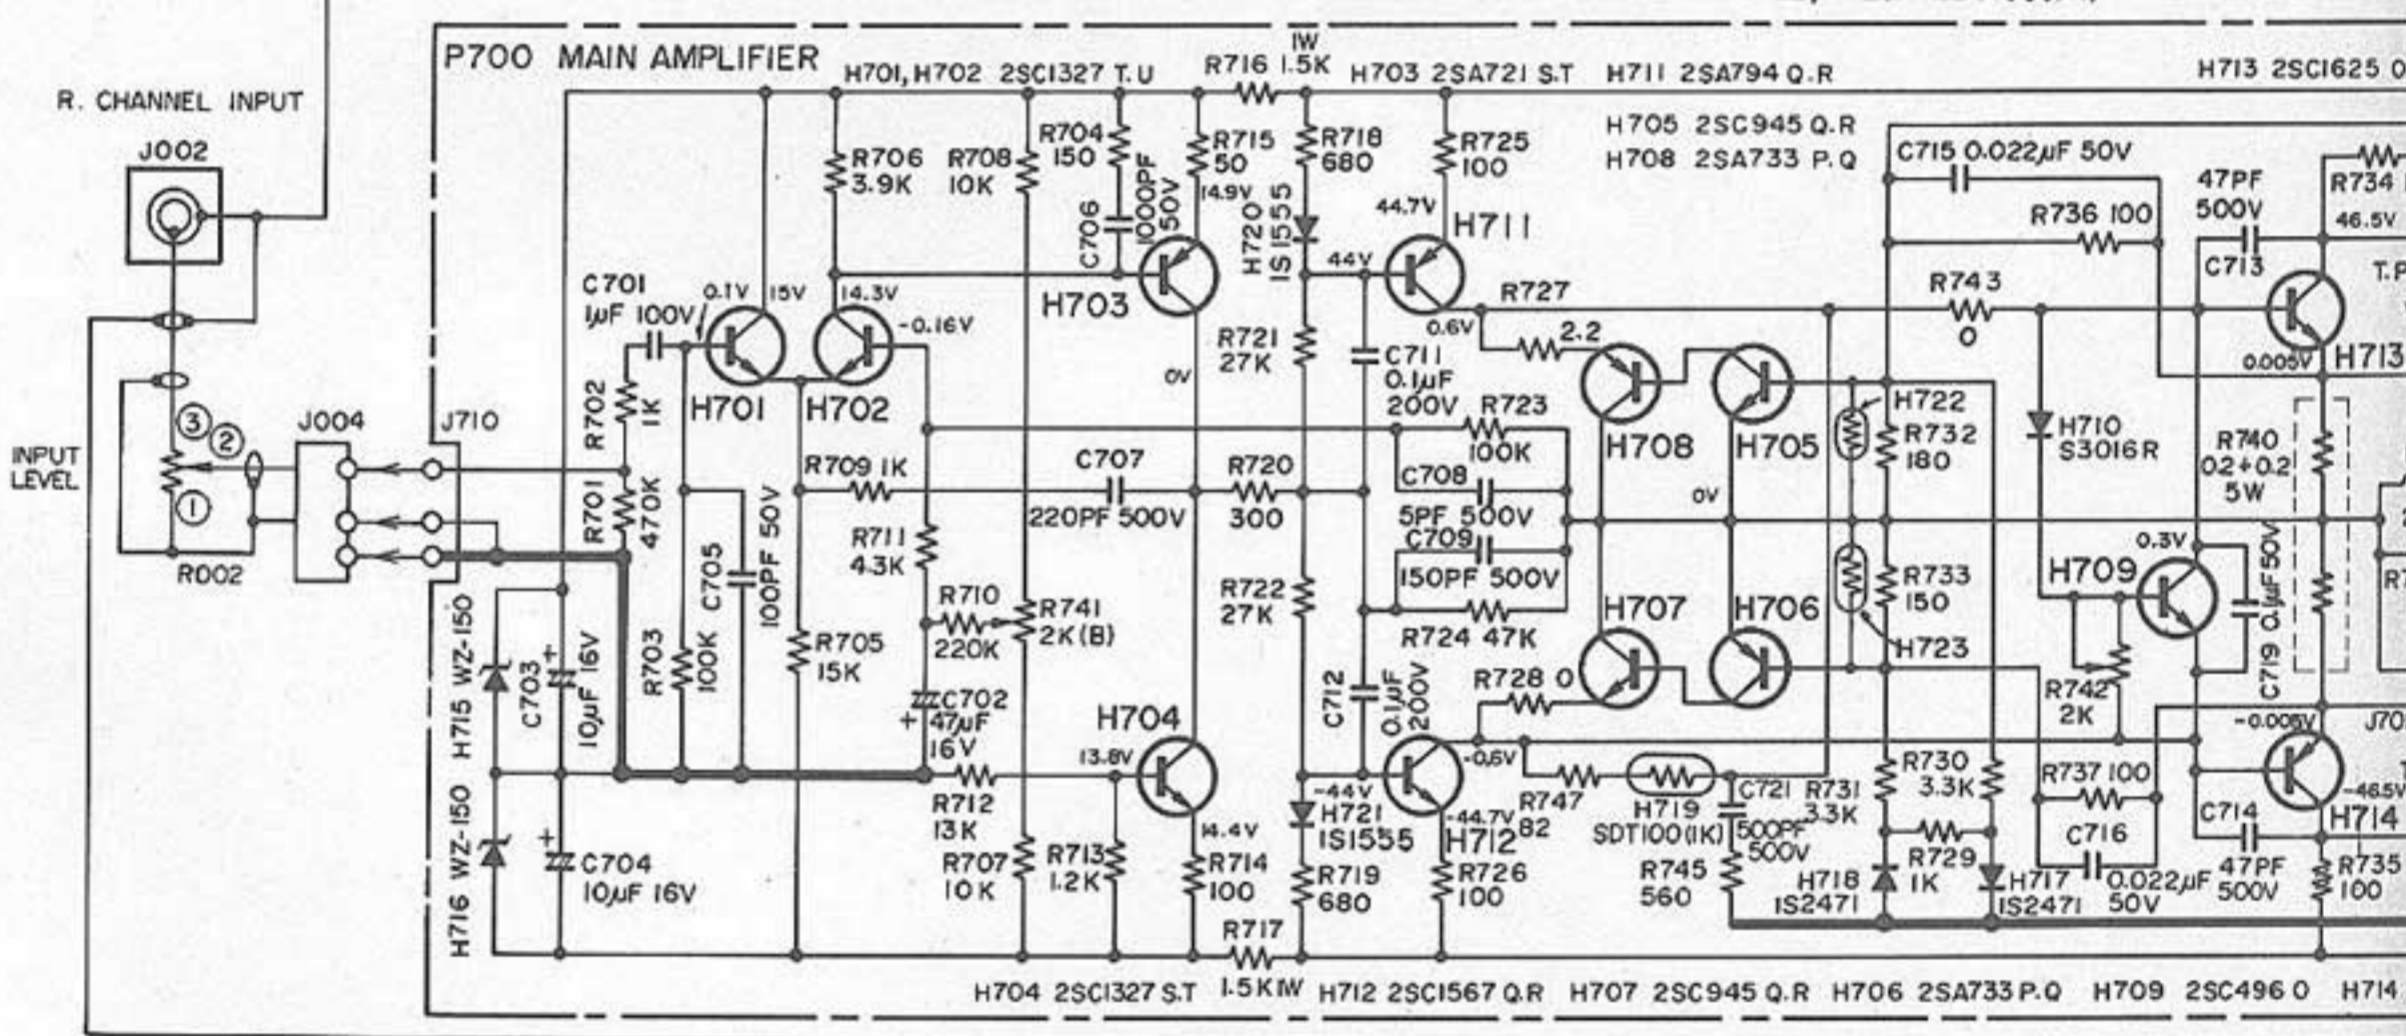 P700 MAIN AMPLIFIER
H701, H702 2SC1327 T.U
R716 1W
1.5K
H703 2SA721 S.T
H711 2SA794 Q.R
H713 2SC1625 O
H705 2SC945 Q.R
H708 2SA733 P.Q
R. CHANNEL INPUT
J002
INPUT
LEVEL
③
②
①
R002
J004
J710
C701
1µF 100V
0.1V
15V
14.3V
-0.16V
H701
H702
R702
1K
R701
470K
R703
100K
C705
100PF 50V
R706
3.9K
R708
10K
R704
150
C706
1000PF
50V
R715
50
14.9V
H703
0V
R709 1K
C707
220PF 500V
R711
4.3K
R710
220K
R741
2K(B)
R705
15K
C702
47µF
16V
+
R712
13K
R707
10K
R713
1.2K
H704
13.8V
14.4V
R714
100
R717
1.5K 1W
H715 WZ-150
H716 WZ-150
C703
10µF 16V
+
C704
10µF 16V
+
R718
680
H720
1S1555
R725
100
44.7V
44V
H711
0.6V
R721
27K
C711
0.1µF
200V
R720
300
R722
27K
C712
0.1µF
200V
R723
100K
C708
5PF 500V
C709
150PF 500V
R724 47K
R727
2.2
H708
H705
0V
H707
H706
R728 0
-0.6V
-44V
H721
1S1555
-44.7V
H712
R719
680
R726
100
R747
82
H719
SDT100(1K)
C721
500PF
500V
R745
560
R731
3.3K
R730
3.3K
R729
1K
H718
1S2471
H717
1S2471
C715 0.022µF 50V
R736 100
R743
0
H722
R732
180
R733
150
H723
H710
S3016R
H709
0.3V
R742
2K
C719 0.1µF 50V
R740
0.2+0.2
5W
47PF
500V
C713
R734
46.5V
T.P
0.005V
H713
-0.005V
J70
R737 100
C716
0.022µF
50V
C714
47PF
500V
-46.5V
H714
R735
100
H704 2SC1327 S.T
H712 2SC1567 Q.R
H707 2SC945 Q.R
H706 2SA733 P.Q
H709 2SC496 O
H714